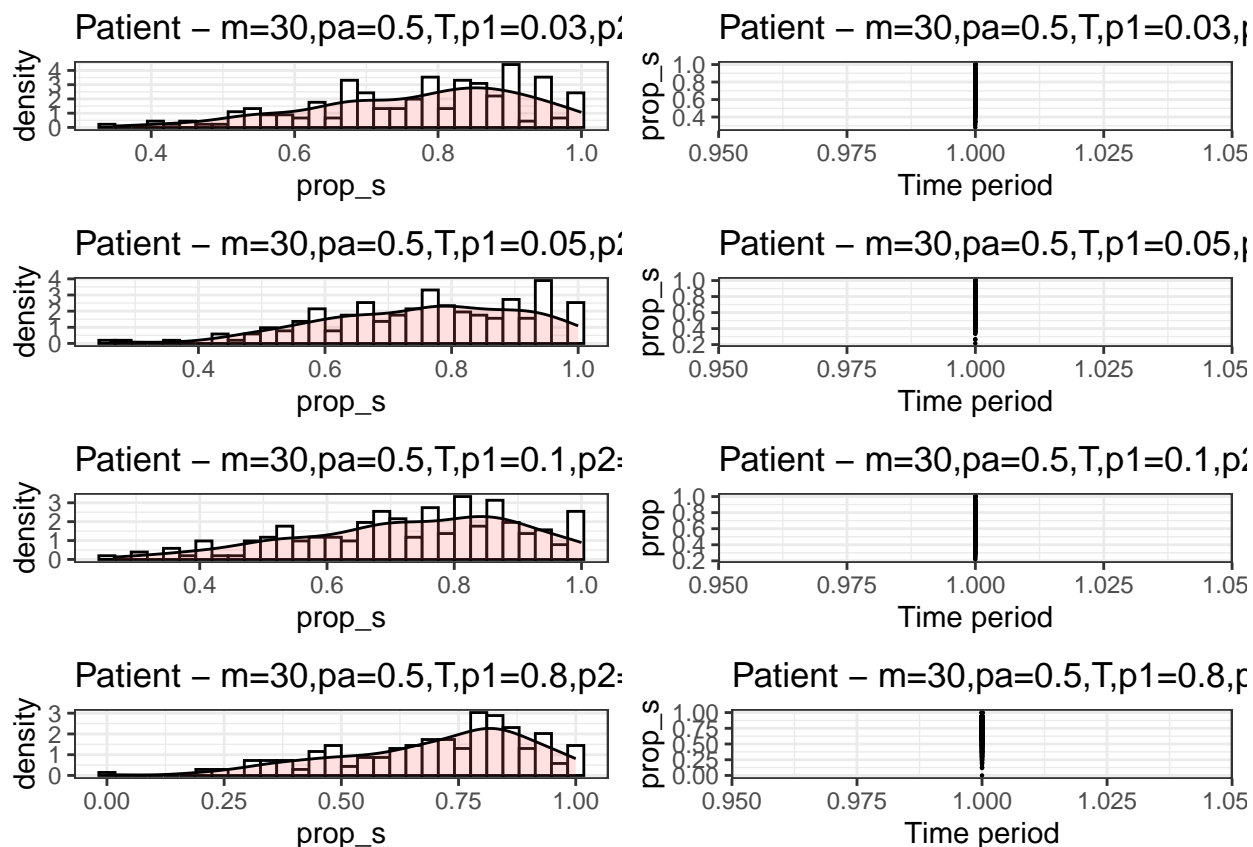 Patient – m=30,pa=0.5,T,p1=0.03,p2
density
4
3
2
1
0
0.4 0.6 0.8 1.0
prop_s
Patient – m=30,pa=0.5,T,p1=0.03,p
prop_s
1.0
0.8
0.6
0.4
0.950 0.975 1.000 1.025 1.05
Time period
Patient – m=30,pa=0.5,T,p1=0.05,p2
density
4
3
2
1
0
0.4 0.6 0.8 1.0
prop_s
Patient – m=30,pa=0.5,T,p1=0.05,p
prop_s
1.0
0.8
0.6
0.4
0.2
0.950 0.975 1.000 1.025 1.05
Time period
Patient – m=30,pa=0.5,T,p1=0.1,p2=
density
3
2
1
0
0.4 0.6 0.8 1.0
prop_s
Patient – m=30,pa=0.5,T,p1=0.1,p2
prop
1.0
0.8
0.6
0.4
0.2
0.950 0.975 1.000 1.025 1.05
Time period
Patient – m=30,pa=0.5,T,p1=0.8,p2=
density
3
2
1
0
0.00 0.25 0.50 0.75 1.00
prop_s
Patient – m=30,pa=0.5,T,p1=0.8,p
prop_s
1.00
0.75
0.50
0.25
0.00
0.950 0.975 1.000 1.025 1.05
Time period